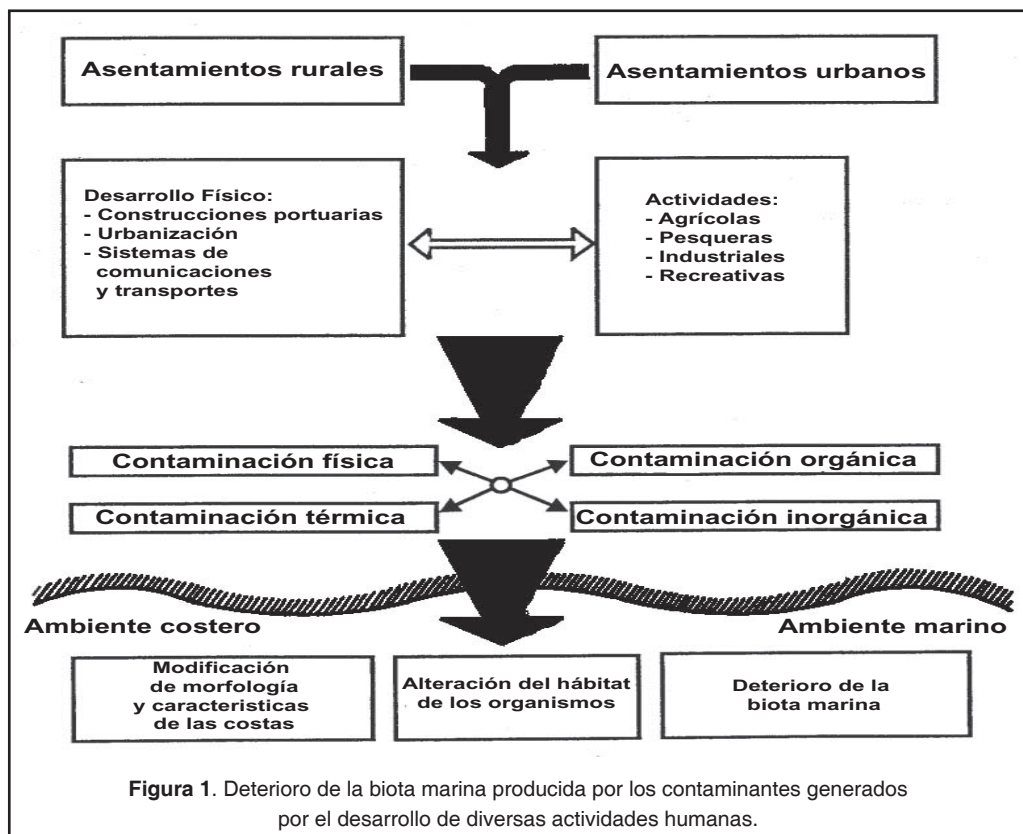 Asentamientos rurales
Asentamientos urbanos
Desarrollo Físico:
- Construcciones portuarias
- Urbanización
- Sistemas de
comunicaciones
y transportes
Actividades:
- Agrícolas
- Pesqueras
- Industriales
- Recreativas
Contaminación física
Contaminación orgánica
Contaminación térmica
Contaminación inorgánica
Ambiente costero
Ambiente marino
Modificación
de morfología
y caracteristicas
de las costas
Alteración del hábitat
de los organismos
Deterioro de la
biota marina
Figura 1. Deterioro de la biota marina producida por los contaminantes generados
por el desarrollo de diversas actividades humanas.